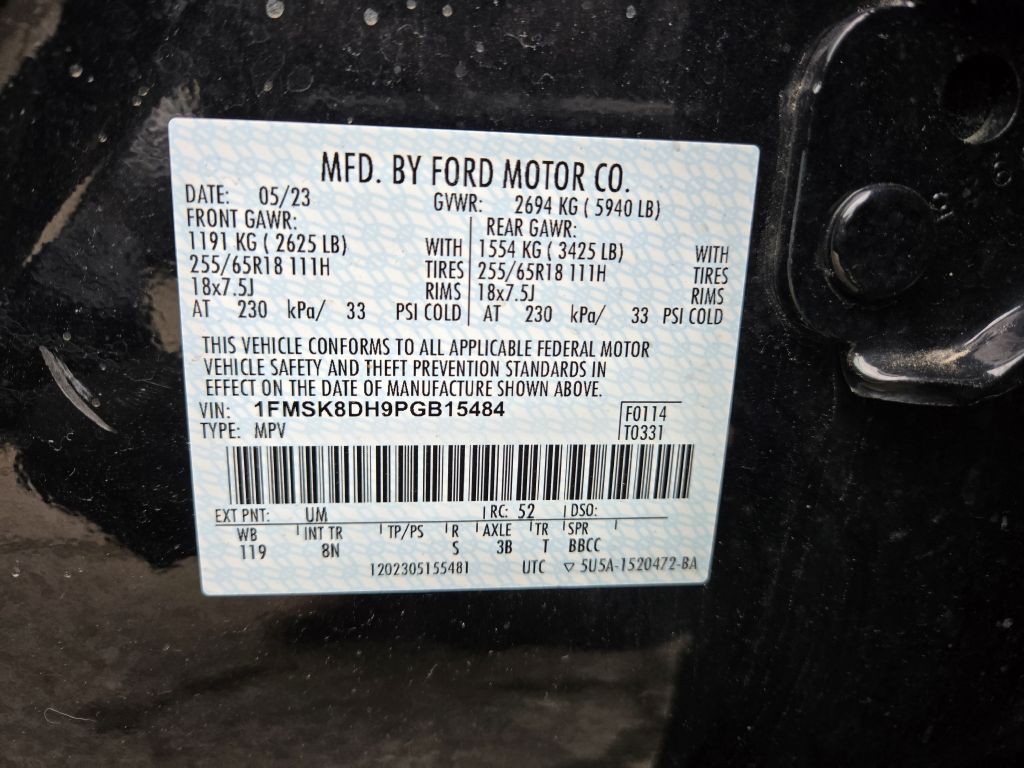 MFD. BY FORD MOTOR CO.
DATE: 05/23 GVWR: 2694 KG ( 5940 LB)
FRONT GAWR: REAR GAWR:
1191 KG ( 2625 LB) WITH 1554 KG ( 3425 LB) WITH
255/65R18 111H TIRES 255/65R18 111H TIRES
18x7.5J RIMS 18x7.5J RIMS
AT 230 kPa/ 33 PSI COLD AT 230 kPa/ 33 PSI COLD
THIS VEHICLE CONFORMS TO ALL APPLICABLE FEDERAL MOTOR
VEHICLE SAFETY AND THEFT PREVENTION STANDARDS IN
EFFECT ON THE DATE OF MANUFACTURE SHOWN ABOVE.
VIN: 1FMSK8DH9PGB15484 F0114
TYPE: MPV T0331
EXT PNT: UM RC: 52 DSO:
WB INT TR TP/PS R AXLE TR SPR
119 8N S 3B T BBCC
1202305155481 UTC ▽ 5U5A-1520472-BA